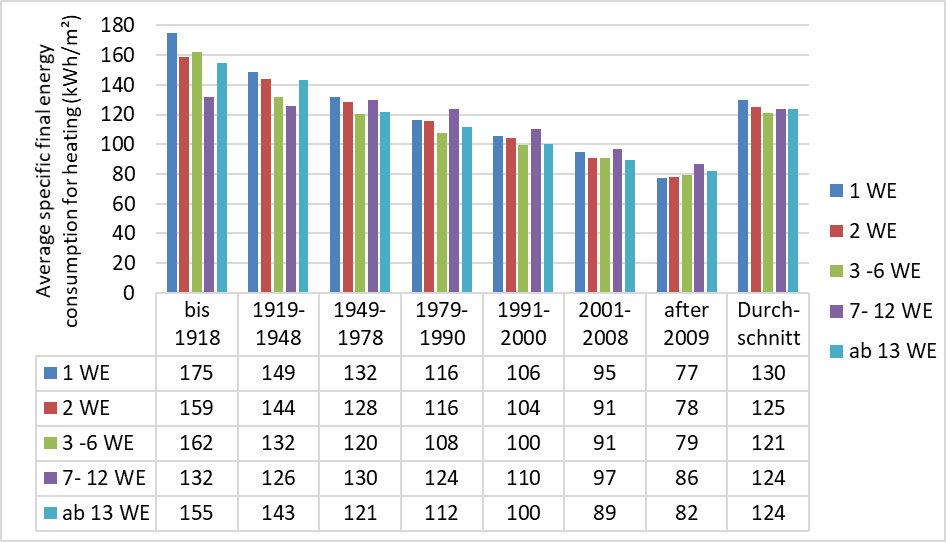 Average specific final energy
consumption for heating (kWh/m²)
180
160
140
120
100
80
60
40
20
0
1 WE
2 WE
3 -6 WE
7- 12 WE
ab 13 WE
bis 1919- 1949- 1979- 1991- 2001- after Durch-
1918 1948 1978 1990 2000 2008 2009 schnitt
1 WE 175 149 132 116 106 95 77 130
2 WE 159 144 128 116 104 91 78 125
3 -6 WE 162 132 120 108 100 91 79 121
7- 12 WE 132 126 130 124 110 97 86 124
ab 13 WE 155 143 121 112 100 89 82 124